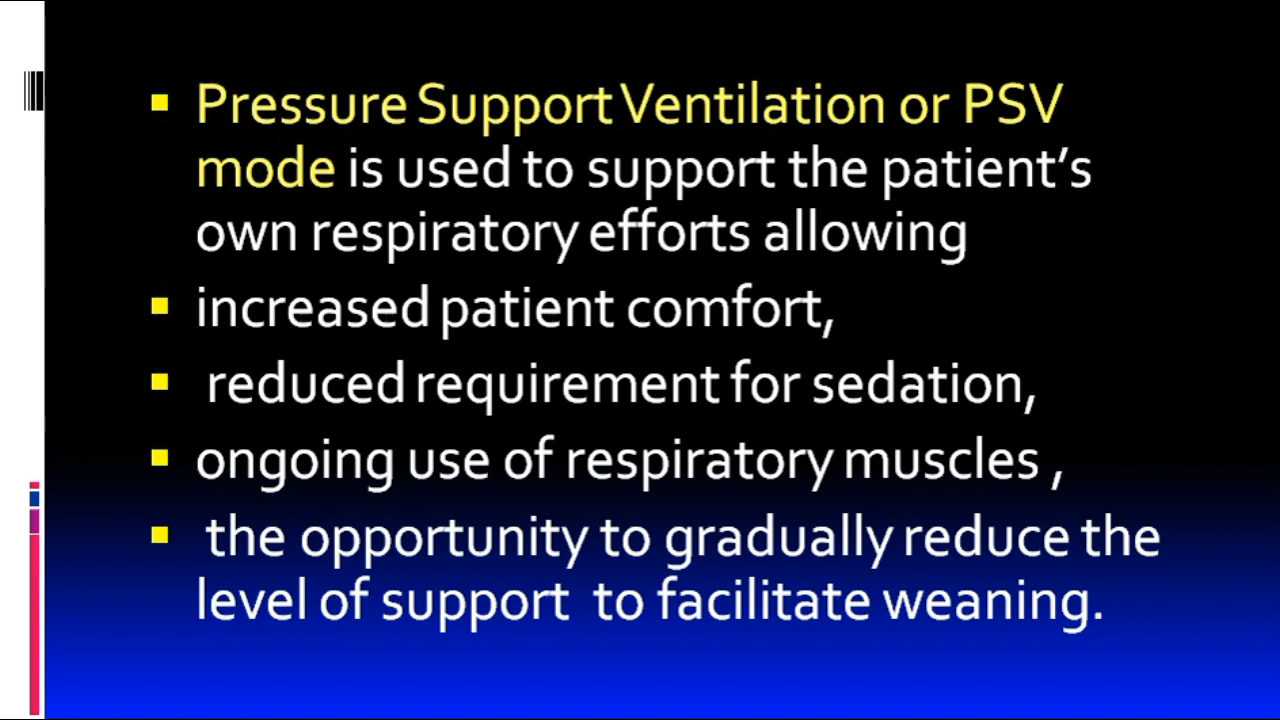 Pressure Support Ventilation or PSV
mode is used to support the patient’s
own respiratory efforts allowing
increased patient comfort,
reduced requirement for sedation,
ongoing use of respiratory muscles ,
the opportunity to gradually reduce the
level of support to facilitate weaning.